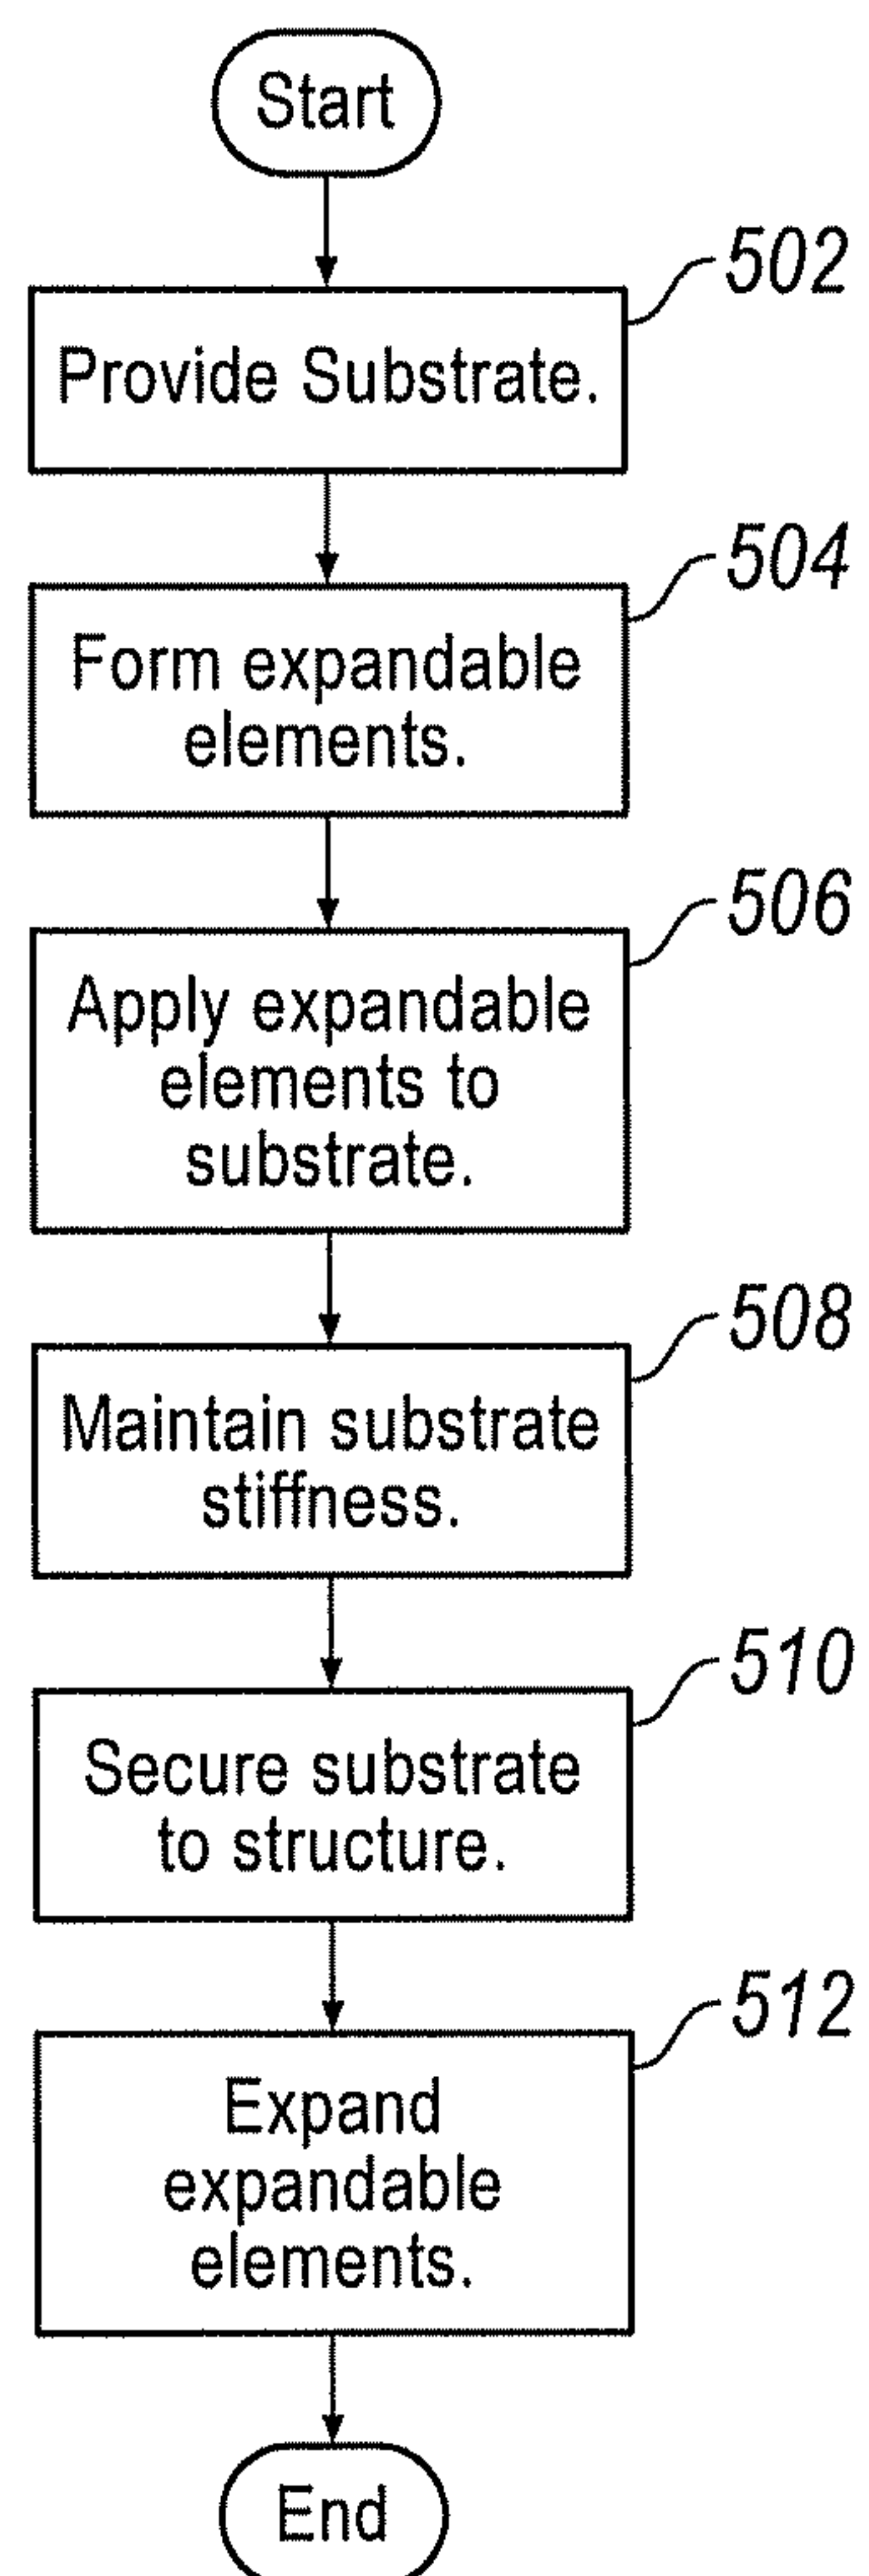 Start
502
Provide Substrate.
504
Form expandable
elements.
506
Apply expandable
elements to
substrate.
508
Maintain substrate
stiffness.
510
Secure substrate
to structure.
512
Expand
expandable
elements.
End